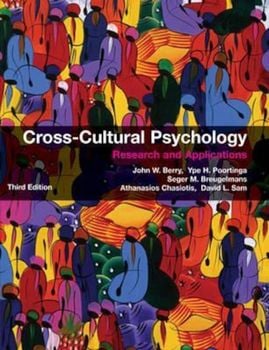 Cross-Cultural Psychology
Research and Applications
John W. Berry, Ype H. Poortinga
Seger M. Breugelmans
Third Edition Athanasios Chasiotis, David L. Sam